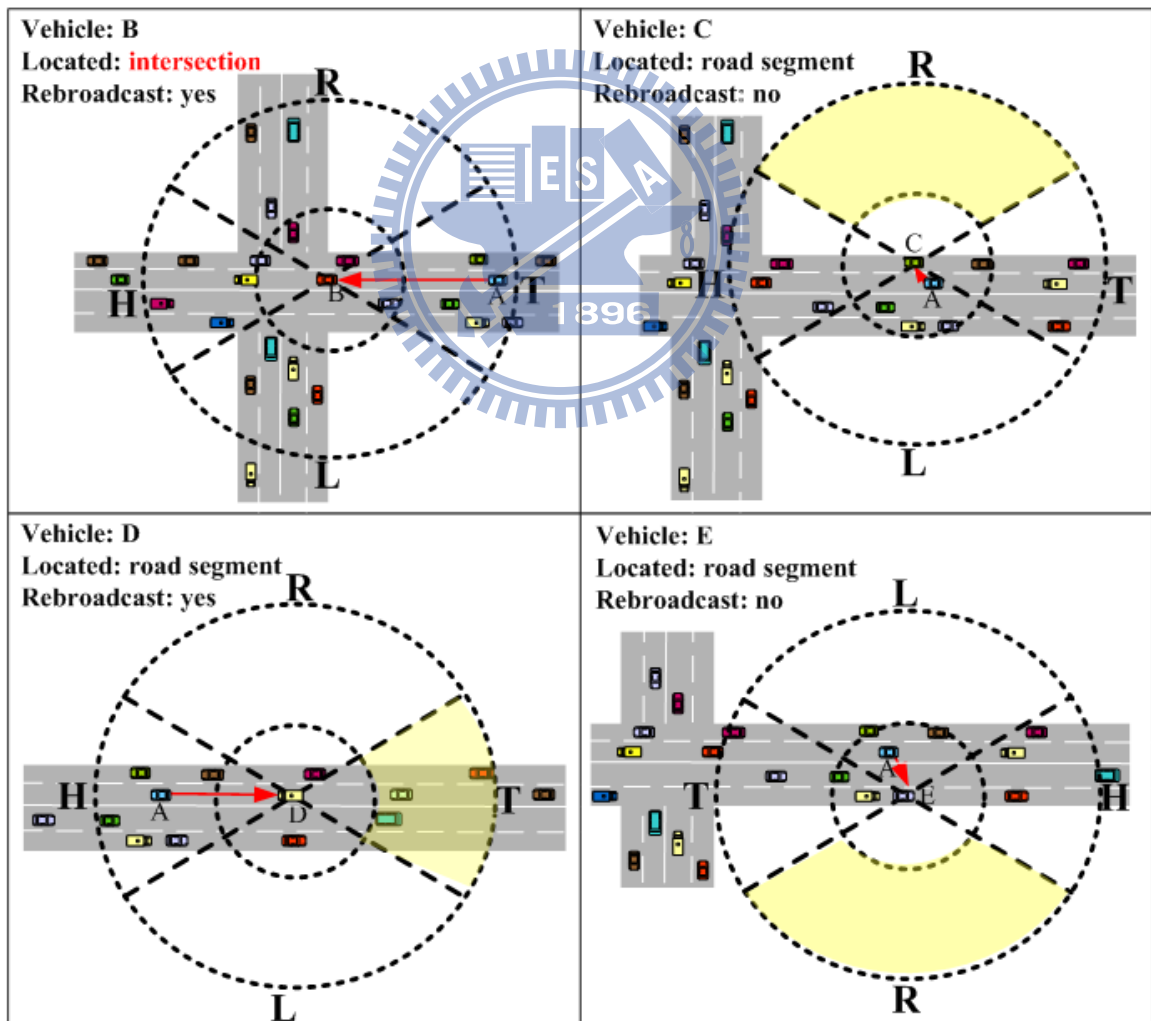 Vehicle: B
Located: intersection
Rebroadcast: yes
R
H
B
A
T
L
Vehicle: C
Located: road segment
Rebroadcast: no
R
C
H
A
T
L
E S A
1896
Vehicle: D
Located: road segment
Rebroadcast: yes
R
H
A
D
T
L
Vehicle: E
Located: road segment
Rebroadcast: no
L
A
T
E
H
R